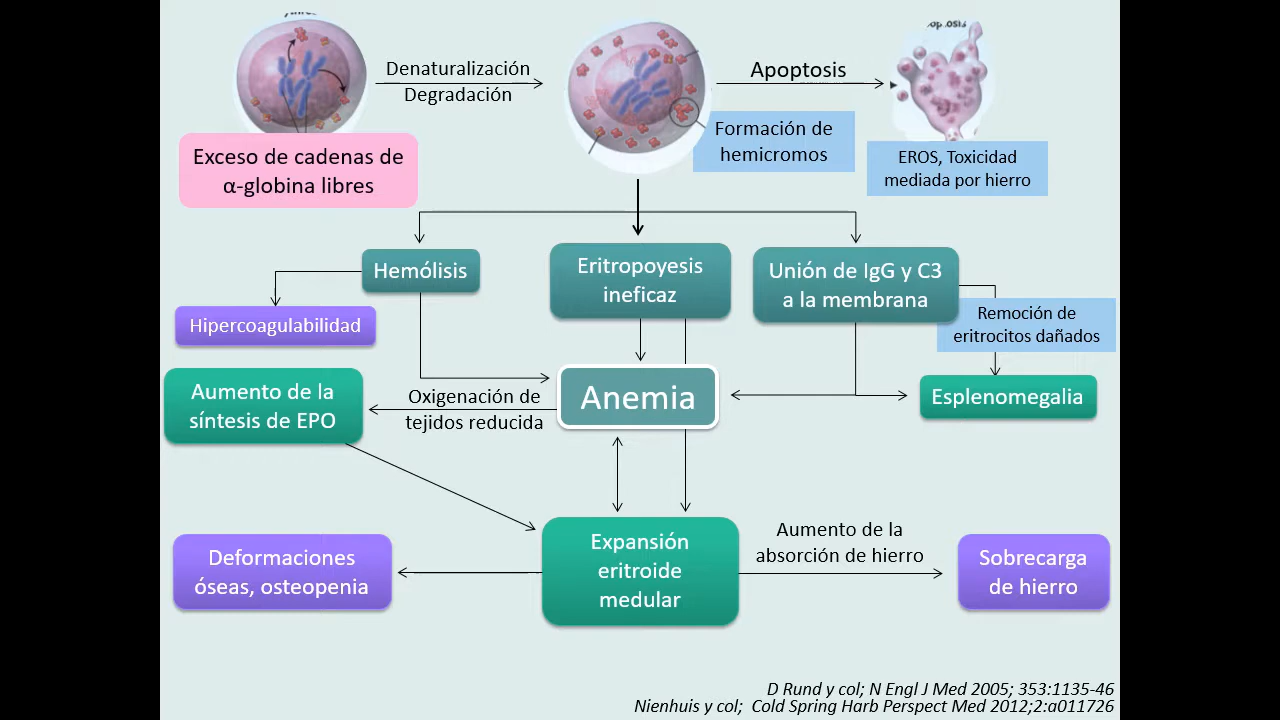 Denaturalización
Degradación
Apoptosis
Formación de
hemicromos
Exceso de cadenas de
α-globina libres
EROS, Toxicidad
mediada por hierro
Hemólisis
Eritropoyesis
ineficaz
Unión de IgG y C3
a la membrana
Hipercoagulabilidad
Remoción de
eritrocitos dañados
Aumento de la
síntesis de EPO
Oxigenación de
tejidos reducida
Anemia
Esplenomegalia
Deformaciones
óseas, osteopenia
Expansión
eritroide
medular
Aumento de la
absorción de hierro
Sobrecarga
de hierro
D Rund y col; N Engl J Med 2005; 353:1135-46
Nienhuis y col; Cold Spring Harb Perspect Med 2012;2:a011726